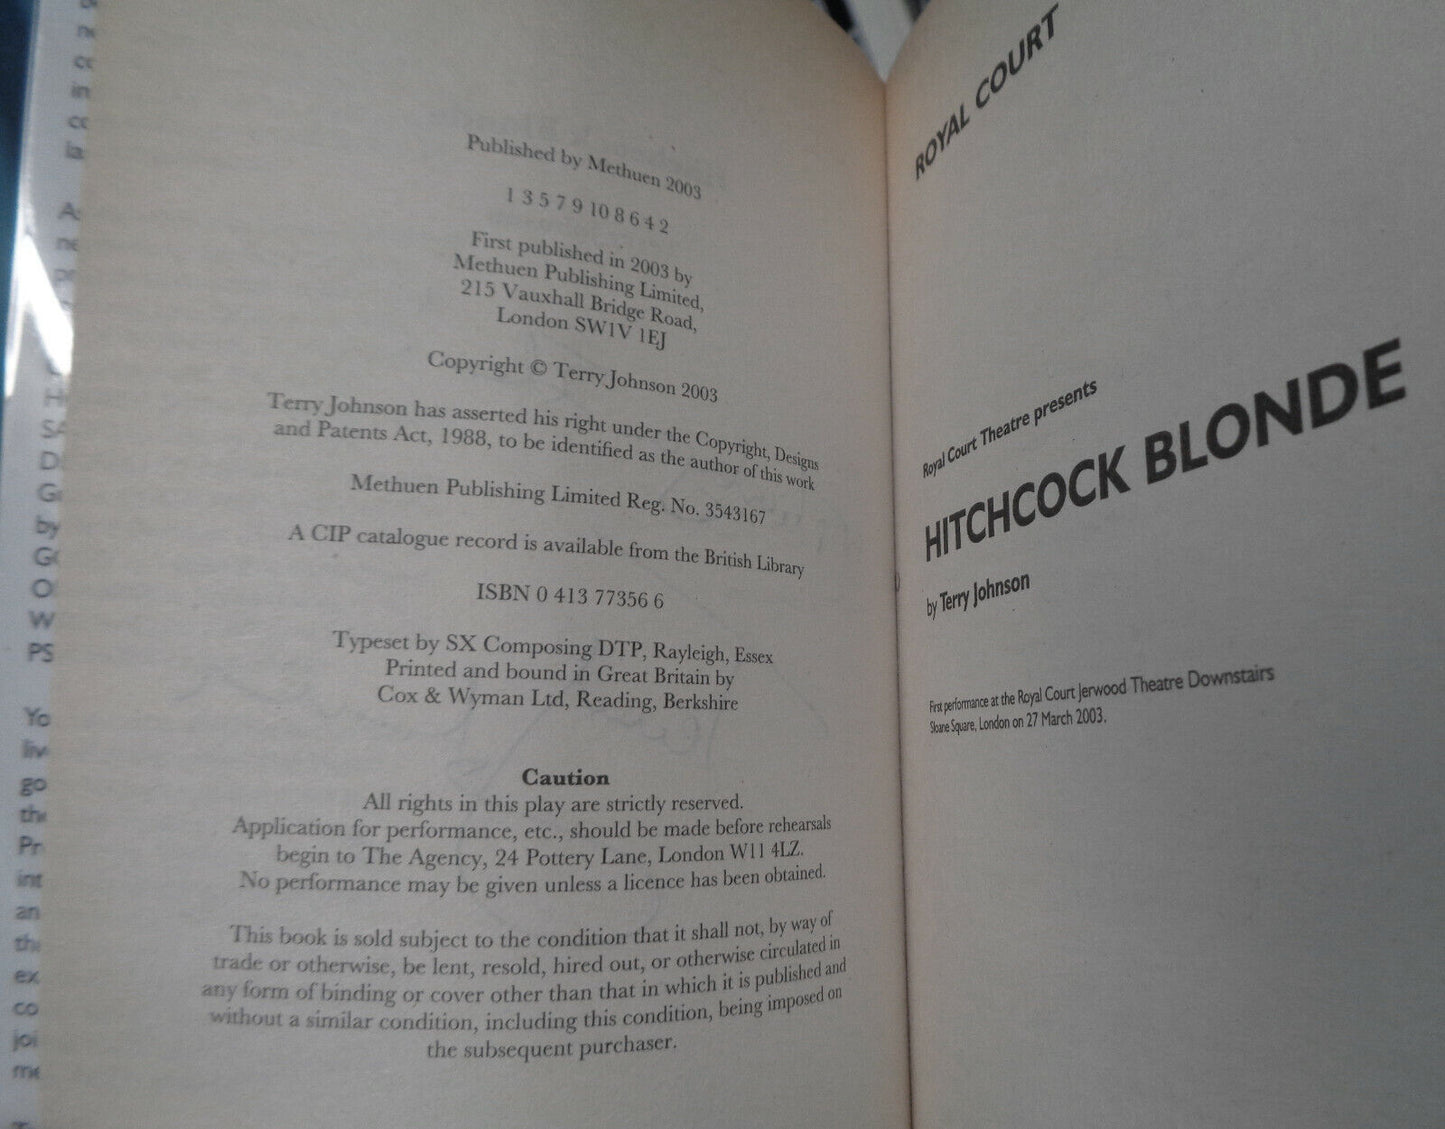 Published by Methuen 2003
1 3 5 7 9 10 8 6 4 2
First published in 2003 by
Methuen Publishing Limited,
215 Vauxhall Bridge Road,
London SW1V 1EJ
Copyright © Terry Johnson 2003
Terry Johnson has asserted his right under the Copyright, Designs
and Patents Act, 1988, to be identified as the author of this work
Methuen Publishing Limited Reg. No. 3543167
A CIP catalogue record is available from the British Library
ISBN 0 413 77356 6
Typeset by SX Composing DTP, Rayleigh, Essex
Printed and bound in Great Britain by
Cox & Wyman Ltd, Reading, Berkshire
Caution
All rights in this play are strictly reserved.
Application for performance, etc., should be made before rehearsals
begin to The Agency, 24 Pottery Lane, London W11 4LZ.
No performance may be given unless a licence has been obtained.
This book is sold subject to the condition that it shall not, by way of
trade or otherwise, be lent, resold, hired out, or otherwise circulated in
any form of binding or cover other than that in which it is published and
without a similar condition, including this condition, being imposed on
the subsequent purchaser.
ROYAL COURT
Royal Court Theatre presents
HITCHCOCK BLONDE
by Terry Johnson
First performance at the Royal Court Jerwood Theatre Downstairs
Sloane Square, London on 27 March 2003.